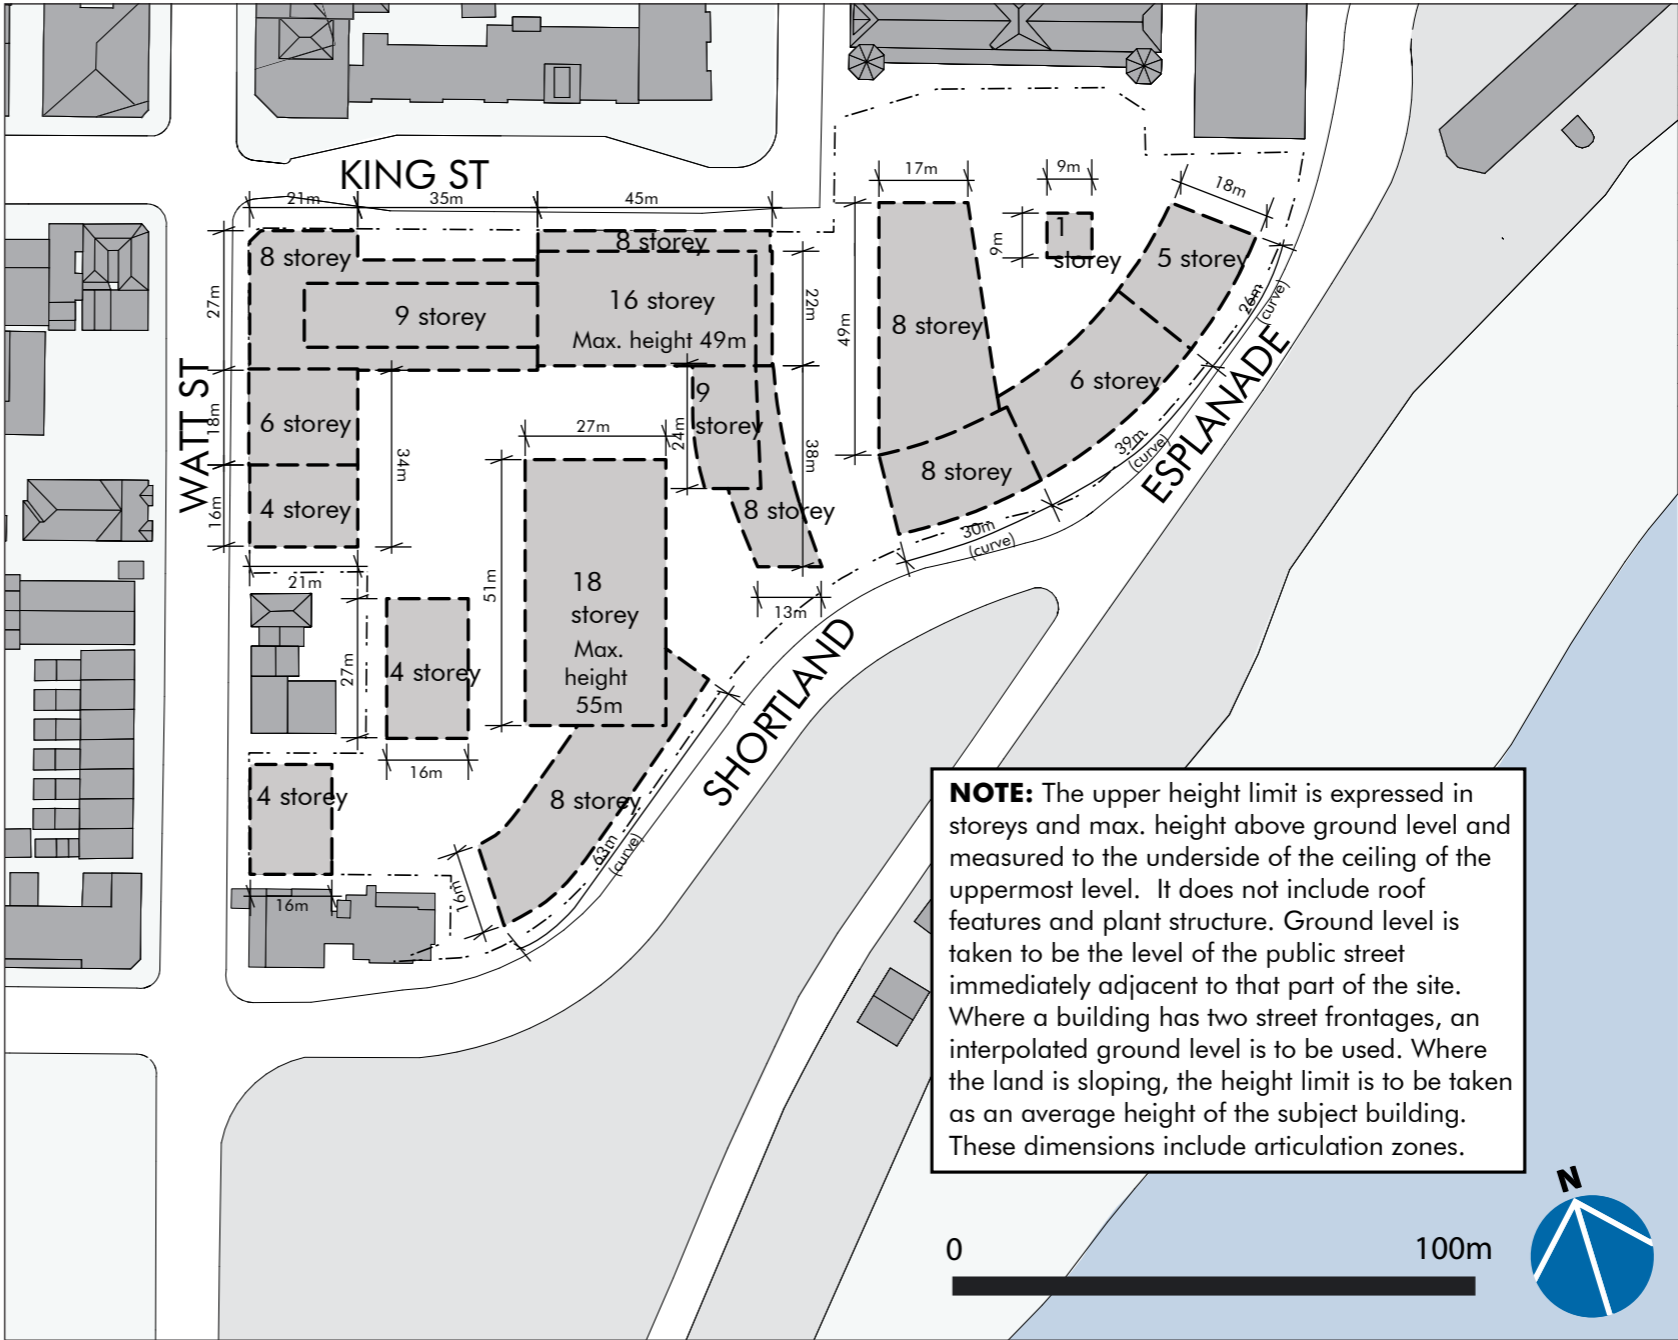 KING ST
21m
35m
45m
17m
9m
18m
8 storey
8 storey
1
storey
9m
5 storey
27m
9 storey
16 storey
Max. height 49m
22m
49m
8 storey
26m
(curve)
6 storey
WATT ST
18m
6 storey
9
storey
24m
27m
38m
34m
39m
(curve)
ESPLANADE
8 storey
16m
4 storey
8 storey
30m
(curve)
21m
51m
18
storey
Max.
height
55m
13m
27m
4 storey
16m
SHORTLAND
4 storey
8 storey
63m
(curve)
16m
16m
NOTE: The upper height limit is expressed in
storeys and max. height above ground level and
measured to the underside of the ceiling of the
uppermost level. It does not include roof
features and plant structure. Ground level is
taken to be the level of the public street
immediately adjacent to that part of the site.
Where a building has two street frontages, an
interpolated ground level is to be used. Where
the land is sloping, the height limit is to be taken
as an average height of the subject building.
These dimensions include articulation zones.
N
0
100m